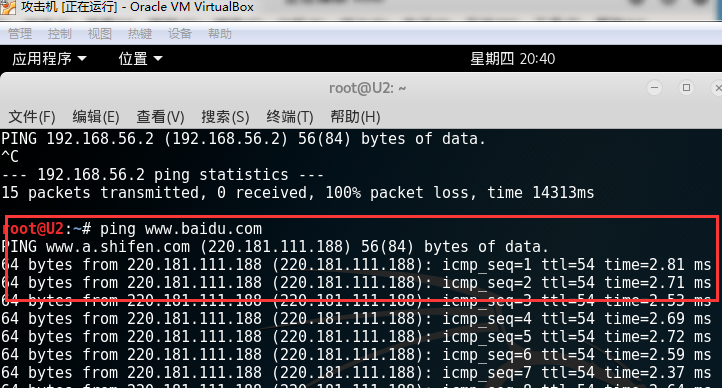 攻击机 [正在运行] - Oracle VM VirtualBox
管理 控制 视图 热键 设备 帮助
应用程序 位置 星期四 20:40
root@U2: ~
文件(F) 编辑(E) 查看(V) 搜索(S) 终端(T) 帮助(H)
PING 192.168.56.2 (192.168.56.2) 56(84) bytes of data.
^C
--- 192.168.56.2 ping statistics ---
15 packets transmitted, 0 received, 100% packet loss, time 14313ms
root@U2:~# ping www.baidu.com
PING www.a.shifen.com (220.181.111.188) 56(84) bytes of data.
64 bytes from 220.181.111.188 (220.181.111.188): icmp_seq=1 ttl=54 time=2.81 ms
64 bytes from 220.181.111.188 (220.181.111.188): icmp_seq=2 ttl=54 time=2.71 ms
64 bytes from 220.181.111.188 (220.181.111.188): icmp_seq=3 ttl=54 time=2.53 ms
64 bytes from 220.181.111.188 (220.181.111.188): icmp_seq=4 ttl=54 time=2.69 ms
64 bytes from 220.181.111.188 (220.181.111.188): icmp_seq=5 ttl=54 time=2.72 ms
64 bytes from 220.181.111.188 (220.181.111.188): icmp_seq=6 ttl=54 time=2.59 ms
64 bytes from 220.181.111.188 (220.181.111.188): icmp_seq=7 ttl=54 time=2.37 ms